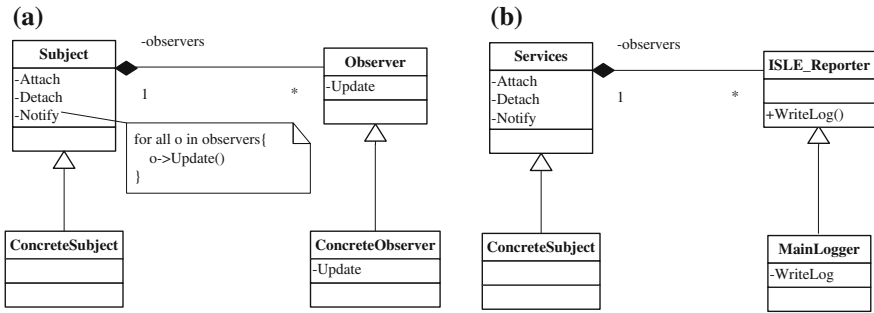 (a)
Subject
-Attach
-Detach
-Notify
-observers
1
*
Observer
-Update
for all o in observers{
o->Update()
}
ConcreteSubject
ConcreteObserver
-Update
(b)
Services
-Attach
-Detach
-Notify
-observers
1
*
ISLE_Reporter
+WriteLog()
ConcreteSubject
MainLogger
-WriteLog